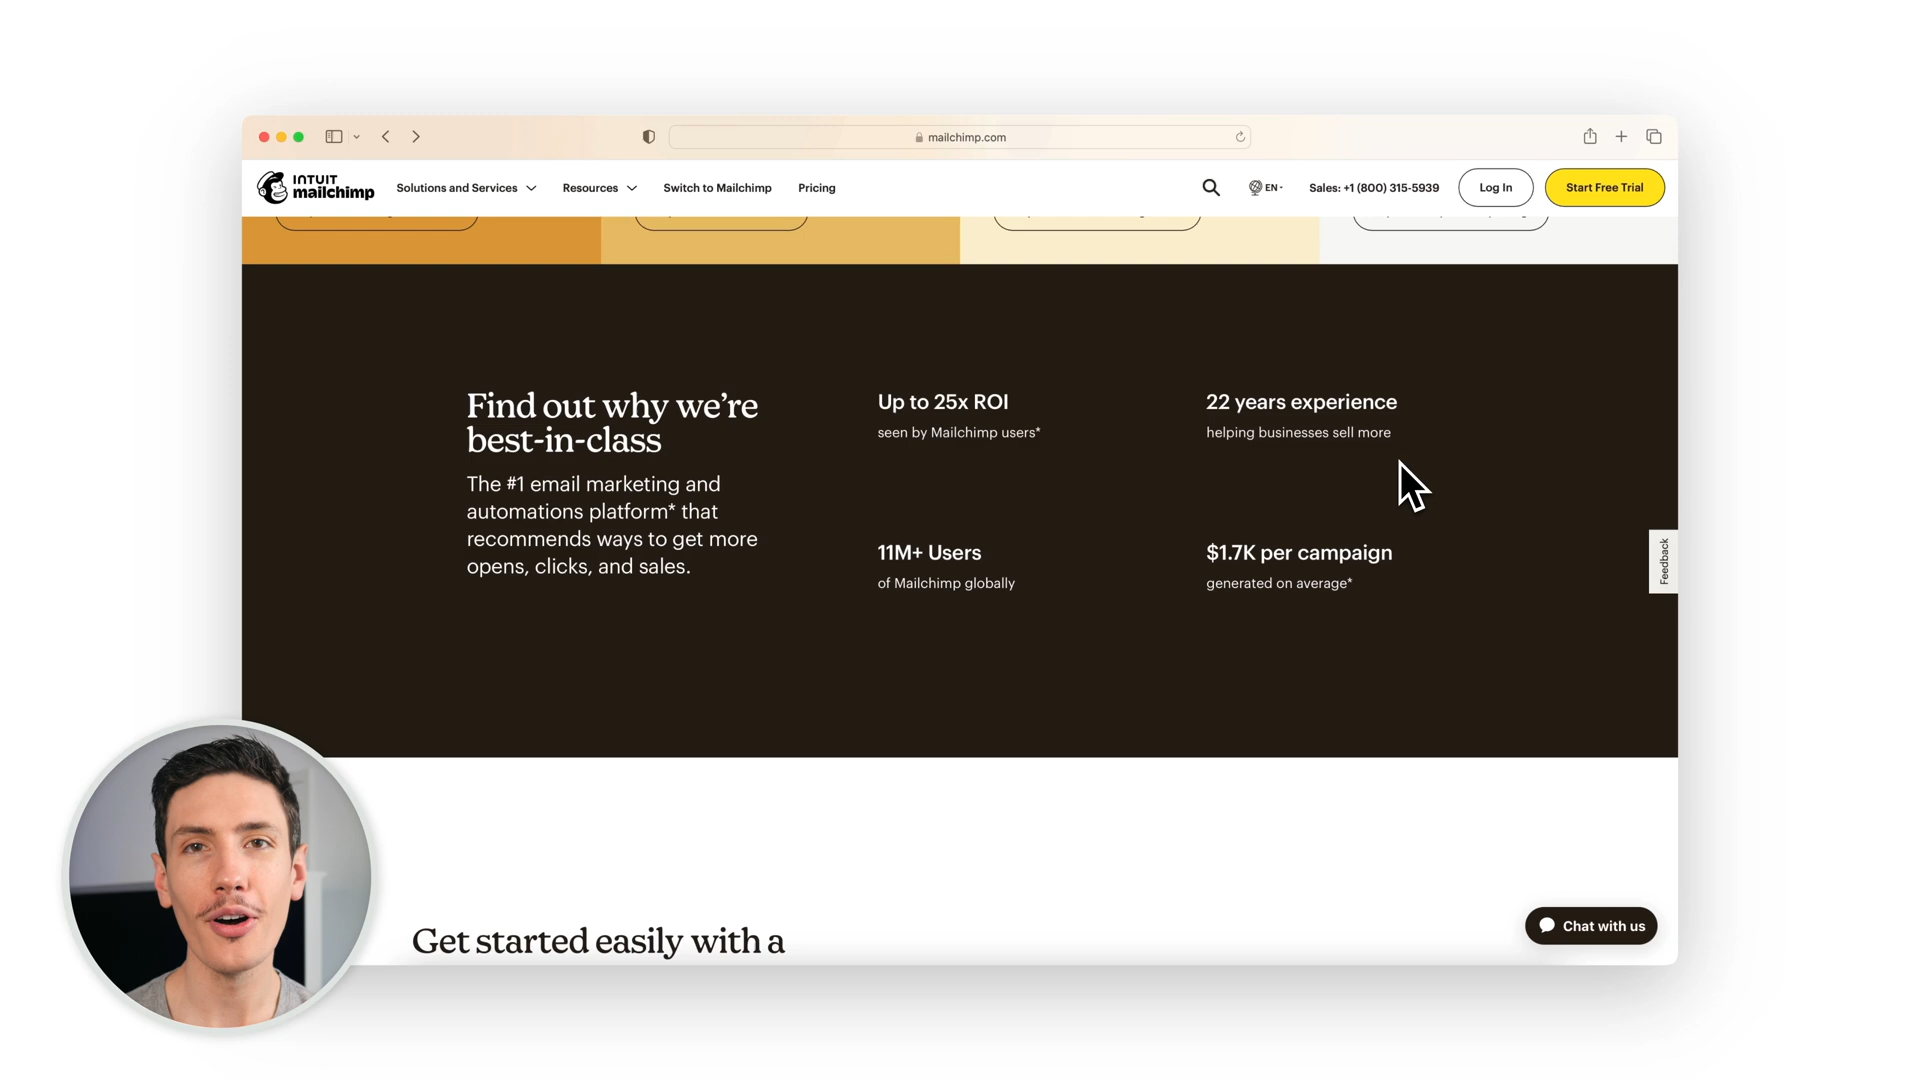 mailchimp.com
INTUIT
mailchimp
Solutions and Services
Resources
Switch to Mailchimp
Pricing
EN
Sales: +1 (800) 315-5939
Log In
Start Free Trial
Find out why we’re
best-in-class
The #1 email marketing and
automations platform* that
recommends ways to get more
opens, clicks, and sales.
Up to 25x ROI
seen by Mailchimp users*
22 years experience
helping businesses sell more
11M+ Users
of Mailchimp globally
$1.7K per campaign
generated on average*
Feedback
Get started easily with a
Chat with us